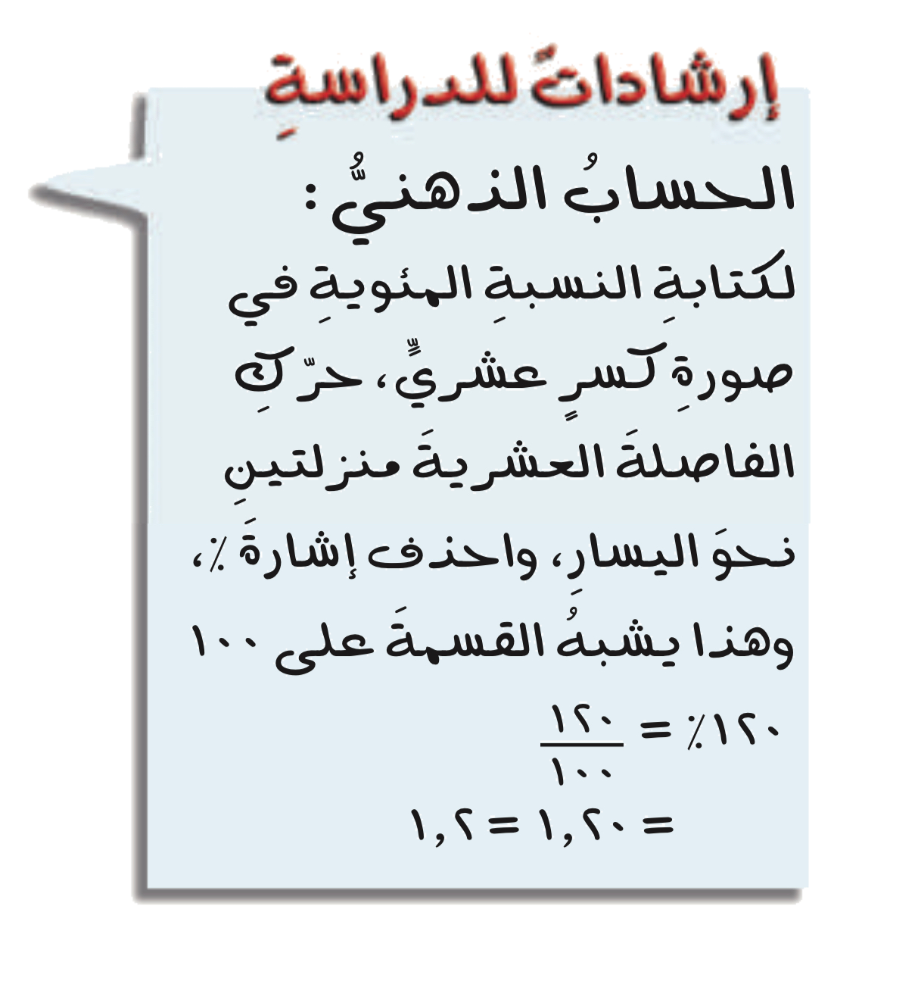 إرشاداتٌ للدراسةِ
الحسابُ الذهنيُّ :
لكتابةِ النسبةِ المئويةِ في
صورةِ كسرٍ عشريٍّ، حرّكِ
الفاصلةَ العشريةَ منزلتينِ
نحوَ اليسارِ، واحذف إشارةَ ٪،
وهذا يشبهُ القسمةَ على ١٠٠
١٢٠٪ = ١٢٠
١٠٠
= ١,٢٠ = ١,٢